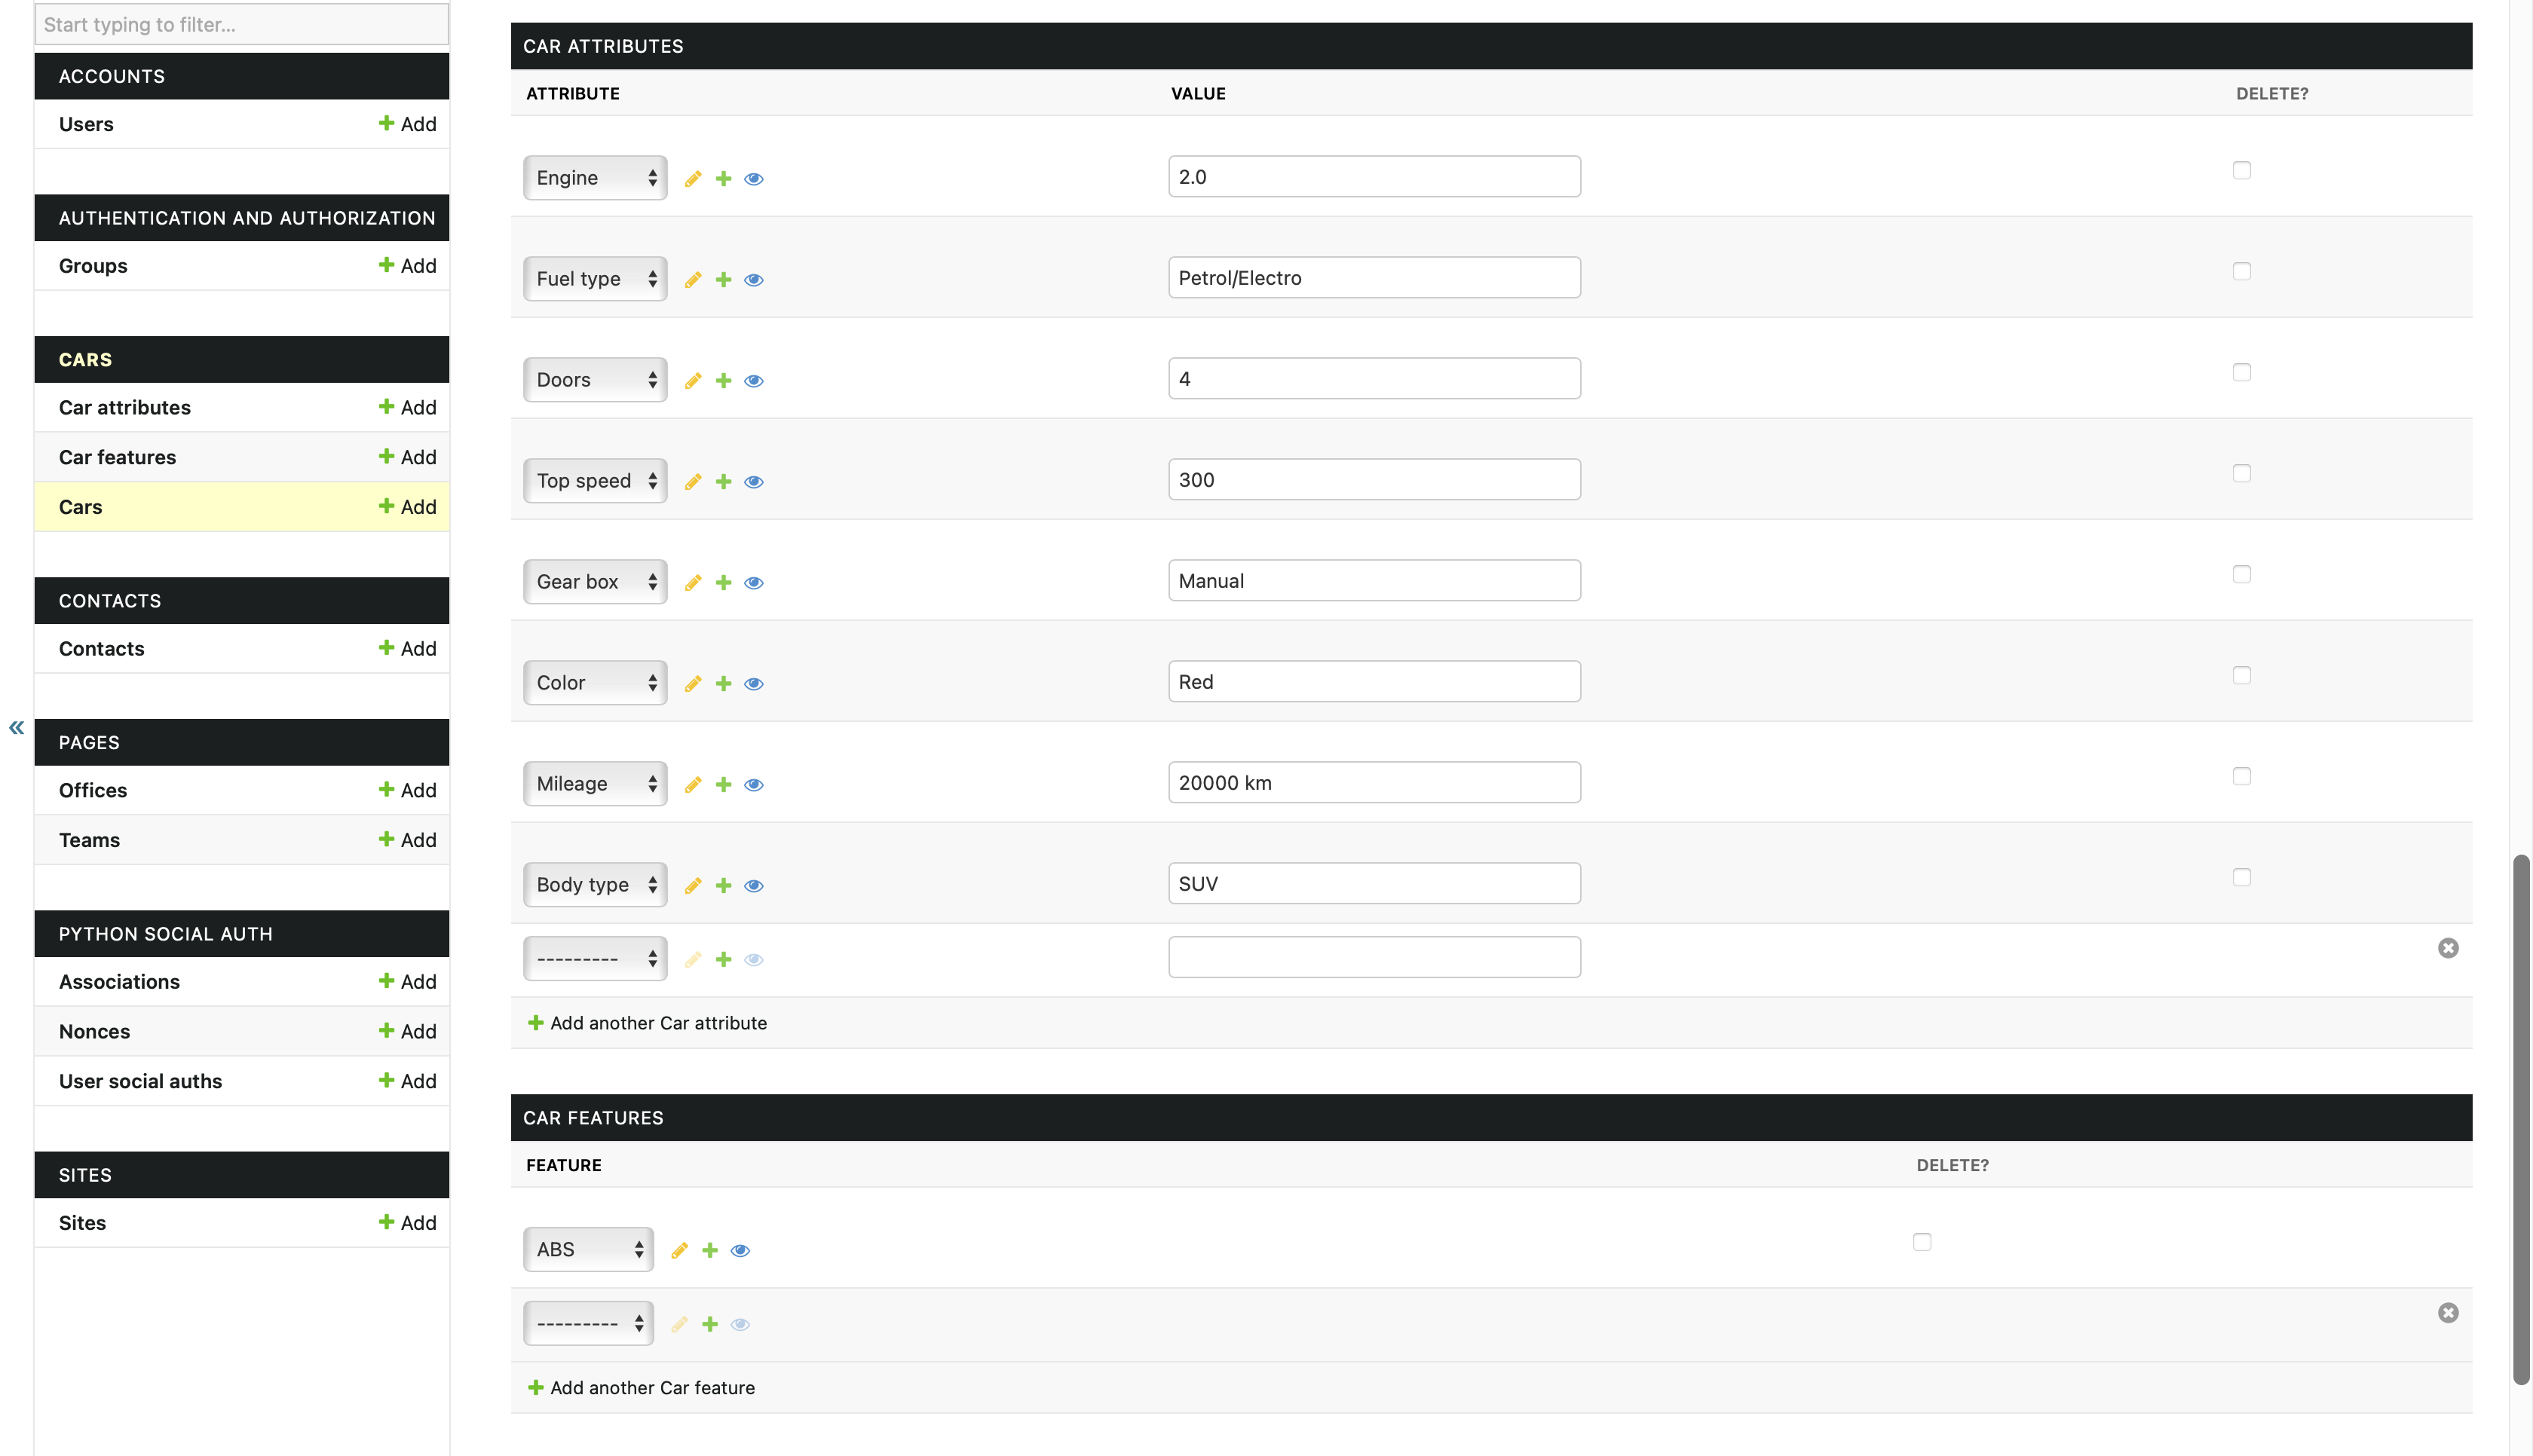 Start typing to filter...
ACCOUNTS
Users Add
AUTHENTICATION AND AUTHORIZATION
Groups Add
CARS
Car attributes Add
Car features Add
Cars Add
CONTACTS
Contacts Add
«
PAGES
Offices Add
Teams Add
PYTHON SOCIAL AUTH
Associations Add
Nonces Add
User social auths Add
SITES
Sites Add
CAR ATTRIBUTES
ATTRIBUTE VALUE DELETE?
Engine 2.0
Fuel type Petrol/Electro
Doors 4
Top speed 300
Gear box Manual
Color Red
Mileage 20000 km
Body type SUV
---------
Add another Car attribute
CAR FEATURES
FEATURE DELETE?
ABS
---------
Add another Car feature